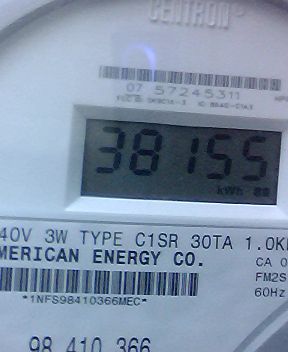 CENTRON
07 57245311
38155
kWh 88
40V 3W TYPE C1SR 30TA 1.0K
MERICAN ENERGY CO.
CA 0
FM2S
*1NFS98410366MEC*
60Hz
98 410 366